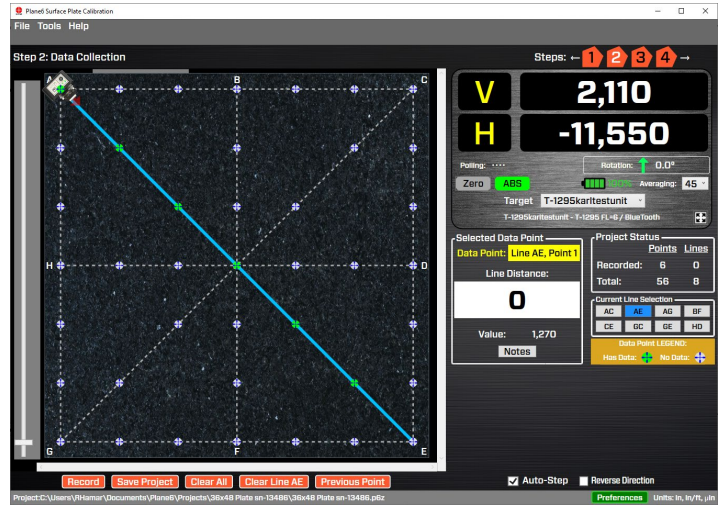 Plane6 Surface Plate Calibration
File Tools Help
Step 2: Data Collection
Steps: ← 1 2 3 4 →
A B C
H D
G F E
V 2,110
H -11,550
Polling: ····
Rotation: 0.0°
Zero ABS 100% Averaging: 45
Target T-1295karltestunit
T-1295karltestunit - T-1295 FL=6 / BlueTooth
Selected Data Point
Data Point: Line AE, Point 1
Line Distance:
0
Value: 1,270
Notes
Project Status
Points Lines
Recorded: 6 0
Total: 56 8
Current Line Selection
AC AE AG BF
CE GC GE HD
Data Point LEGEND:
Has Data: No Data:
Record Save Project Clear All Clear Line AE Previous Point
Auto-Step Reverse Direction
Project:C:\Users\RHamar\Documents\Plane6\Projects\36x48 Plate sn-13486\36x48 Plate sn-13486.p6z
Preferences Units: in, in/ft, µin